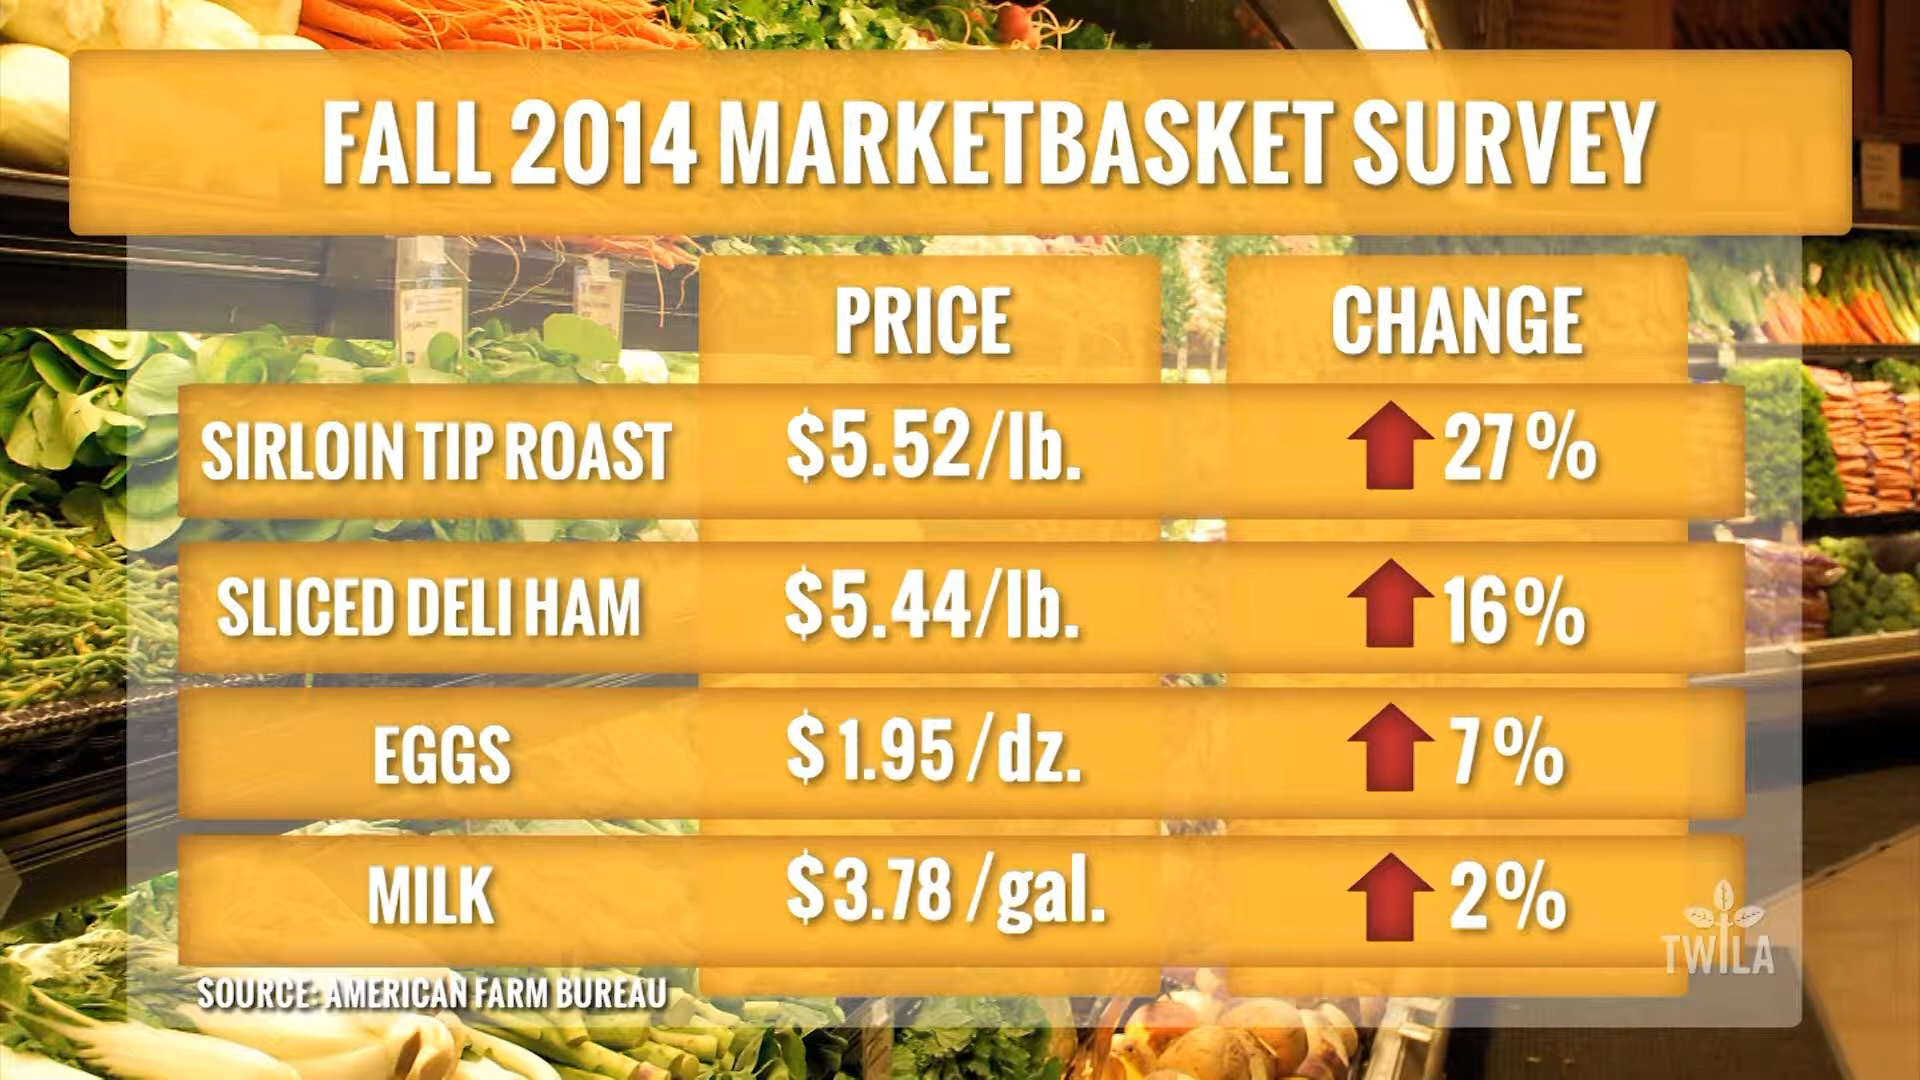 FALL 2014 MARKETBASKET SURVEY
PRICE CHANGE
SIRLOIN TIP ROAST $5.52/lb. 27%
SLICED DELI HAM $5.44/lb. 16%
EGGS $1.95/dz. 7%
MILK $3.78/gal. 2%
TWILA
SOURCE: AMERICAN FARM BUREAU